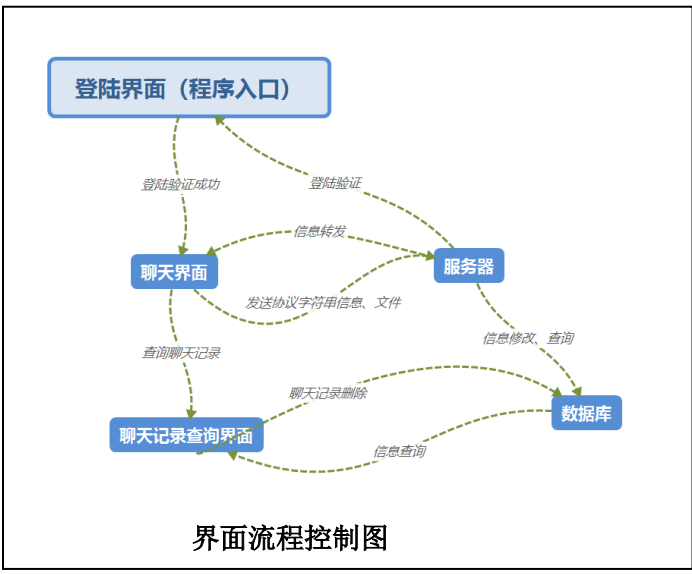 登陆界面（程序入口）
登陆验证成功
登陆验证
信息转发
聊天界面
服务器
发送协议字符串信息、文件
信息修改、查询
查询聊天记录
聊天记录删除
数据库
聊天记录查询界面
信息查询
界面流程控制图